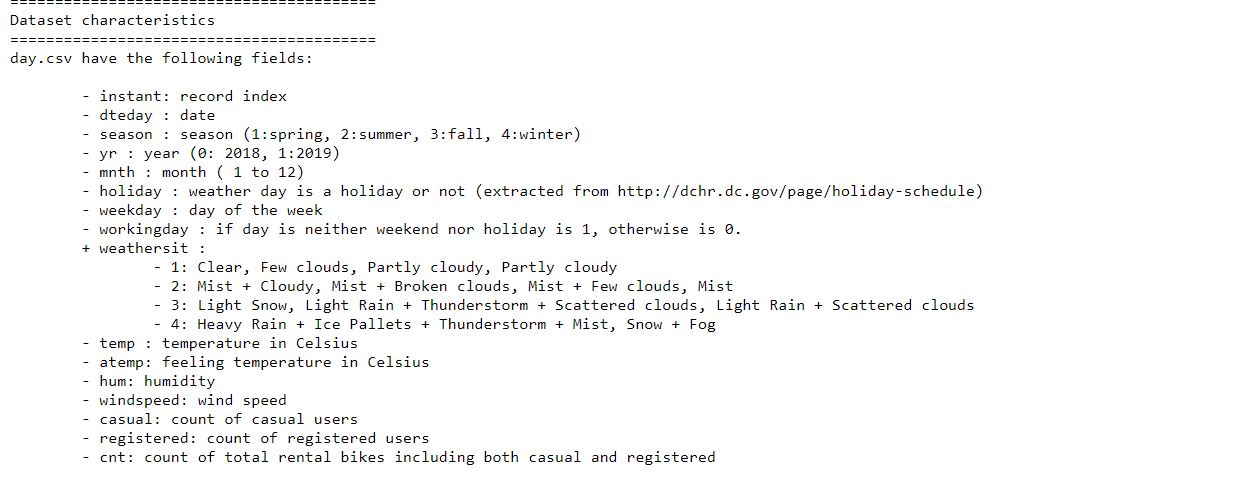 =========================================
Dataset characteristics
=========================================
day.csv have the following fields:
- instant: record index
- dteday : date
- season : season (1:spring, 2:summer, 3:fall, 4:winter)
- yr : year (0: 2018, 1:2019)
- mnth : month ( 1 to 12)
- holiday : weather day is a holiday or not (extracted from http://dchr.dc.gov/page/holiday-schedule)
- weekday : day of the week
- workingday : if day is neither weekend nor holiday is 1, otherwise is 0.
+ weathersit :
- 1: Clear, Few clouds, Partly cloudy, Partly cloudy
- 2: Mist + Cloudy, Mist + Broken clouds, Mist + Few clouds, Mist
- 3: Light Snow, Light Rain + Thunderstorm + Scattered clouds, Light Rain + Scattered clouds
- 4: Heavy Rain + Ice Pallets + Thunderstorm + Mist, Snow + Fog
- temp : temperature in Celsius
- atemp: feeling temperature in Celsius
- hum: humidity
- windspeed: wind speed
- casual: count of casual users
- registered: count of registered users
- cnt: count of total rental bikes including both casual and registered